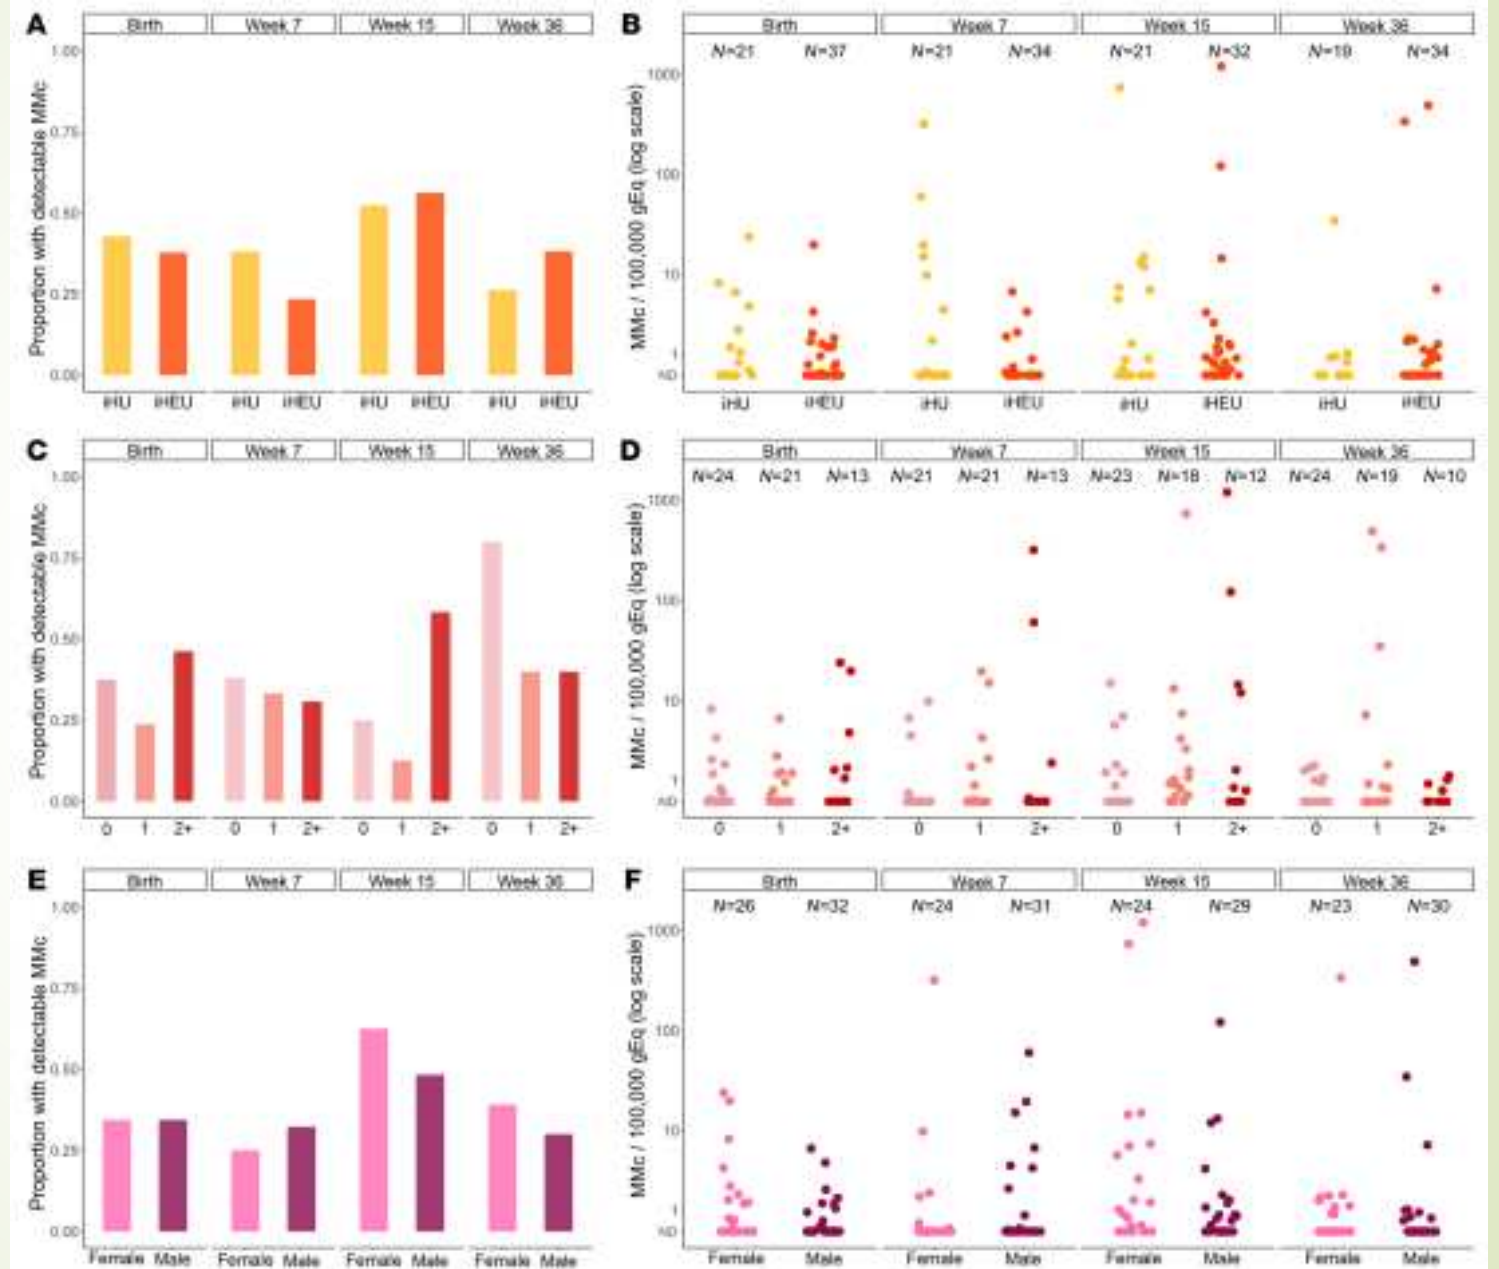 A
Birth Week 7 Week 15 Week 36
Proportion with detectable MMc
1.00
0.75
0.50
0.25
0.00
iHU iHEU iHU iHEU iHU iHEU iHU iHEU
B
Birth Week 7 Week 15 Week 36
N=21 N=37 N=21 N=34 N=21 N=32 N=19 N=34
MMc / 100,000 gEq (log scale)
1000
100
10
1
ND
iHU iHEU iHU iHEU iHU iHEU iHU iHEU
C
Birth Week 7 Week 15 Week 36
Proportion with detectable MMc
1.00
0.75
0.50
0.25
0.00
0 1 2+ 0 1 2+ 0 1 2+ 0 1 2+
D
Birth Week 7 Week 15 Week 36
N=24 N=21 N=13 N=21 N=21 N=13 N=23 N=18 N=12 N=24 N=19 N=10
MMc / 100,000 gEq (log scale)
1000
100
10
1
ND
0 1 2+ 0 1 2+ 0 1 2+ 0 1 2+
E
Birth Week 7 Week 15 Week 36
Proportion with detectable MMc
1.00
0.75
0.50
0.25
0.00
Female Male Female Male Female Male Female Male
F
Birth Week 7 Week 15 Week 36
N=26 N=32 N=24 N=31 N=24 N=29 N=23 N=30
MMc / 100,000 gEq (log scale)
1000
100
10
1
ND
Female Male Female Male Female Male Female Male